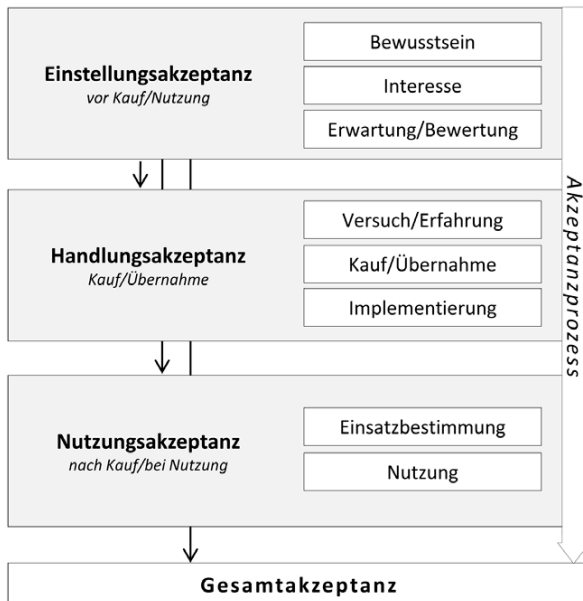 Einstellungsakzeptanz
vor Kauf/Nutzung
Bewusstsein
Interesse
Erwartung/Bewertung
Handlungsakzeptanz
Kauf/Übernahme
Versuch/Erfahrung
Kauf/Übernahme
Implementierung
Nutzungsakzeptanz
nach Kauf/bei Nutzung
Einsatzbestimmung
Nutzung
Akzeptanzprozess
Gesamtakzeptanz